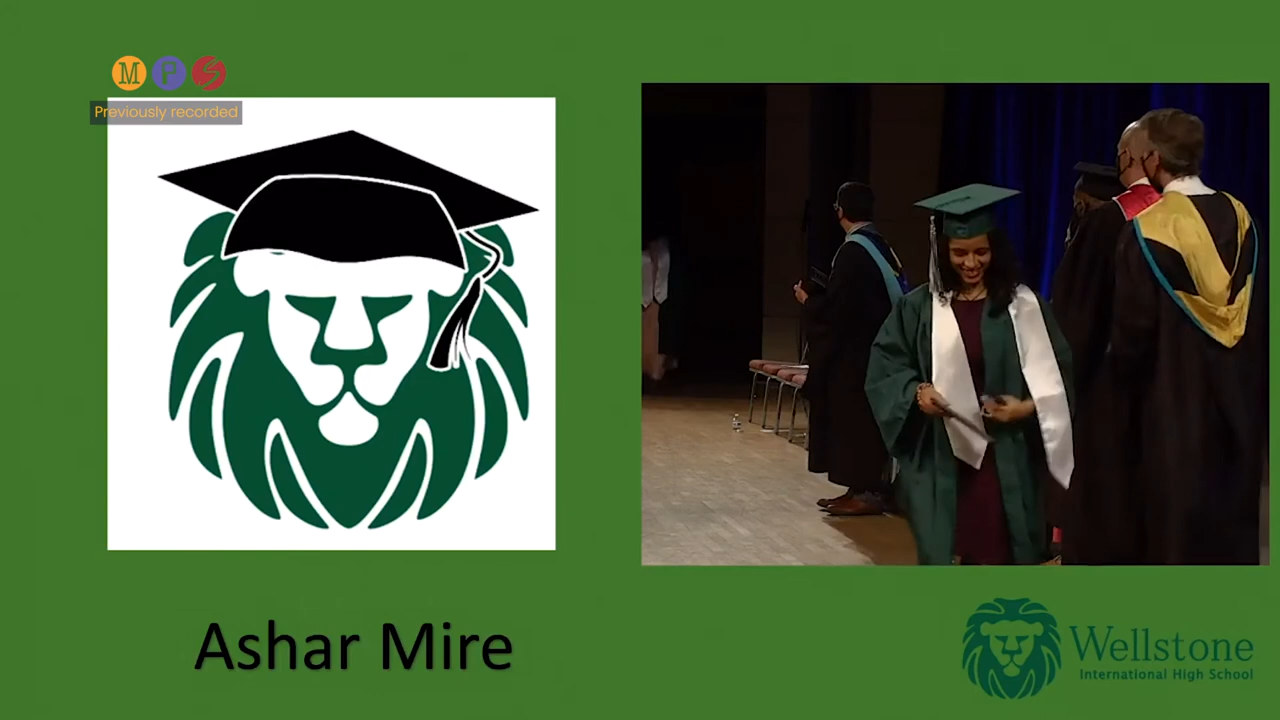 M P S
Previously recorded
Ashar Mire
Wellstone
International High School